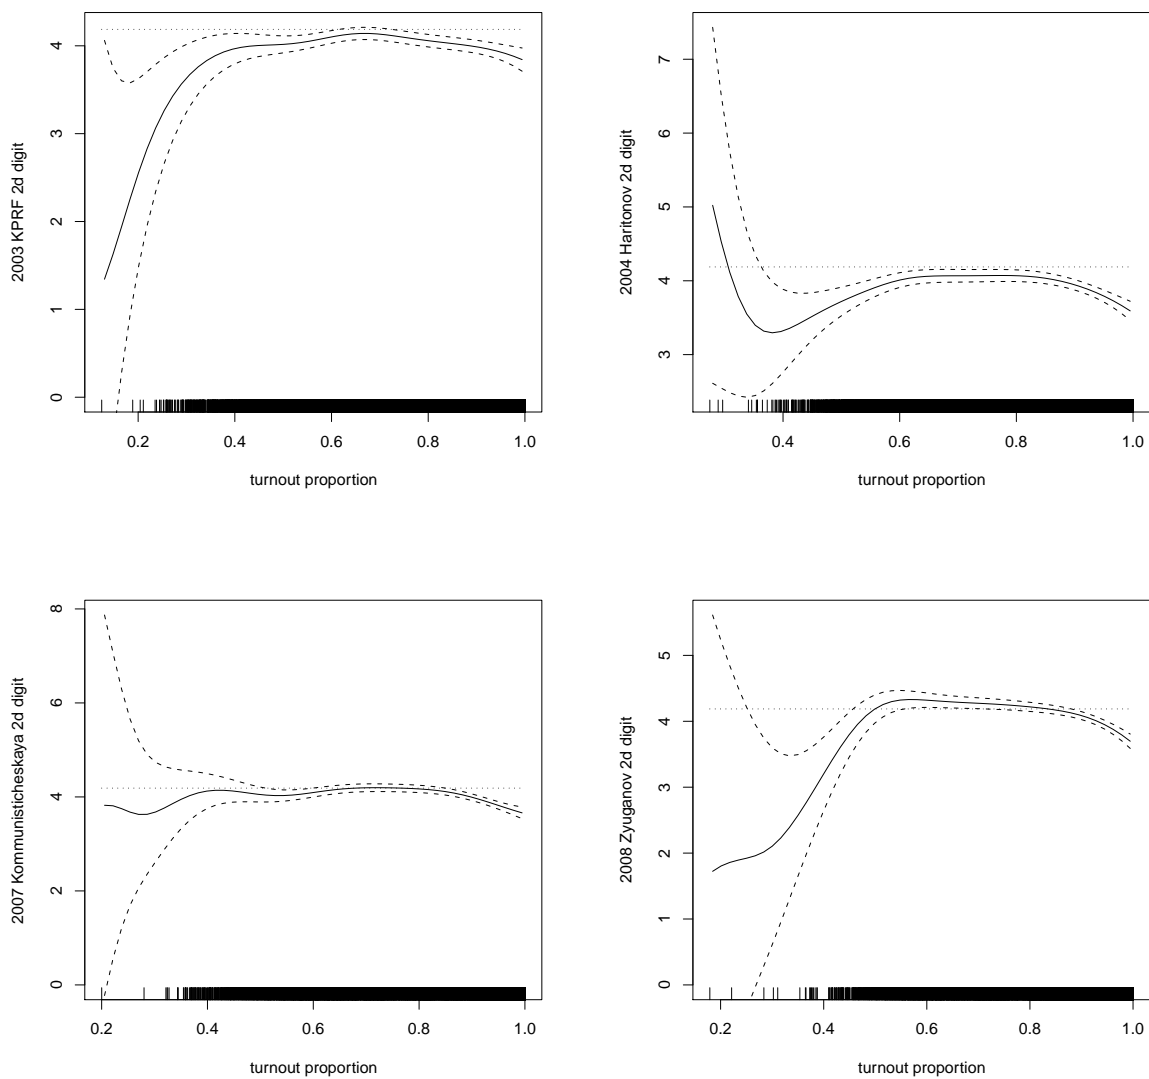 2003 KPRF 2d digit
4
3
2
1
0
0.2 0.4 0.6 0.8 1.0
turnout proportion
2004 Haritonov 2d digit
7
6
5
4
3
0.4 0.6 0.8 1.0
turnout proportion
2007 Kommunisticheskaya 2d digit
8
6
4
2
0
0.2 0.4 0.6 0.8 1.0
turnout proportion
2008 Zyuganov 2d digit
5
4
3
2
1
0
0.2 0.4 0.6 0.8 1.0
turnout proportion